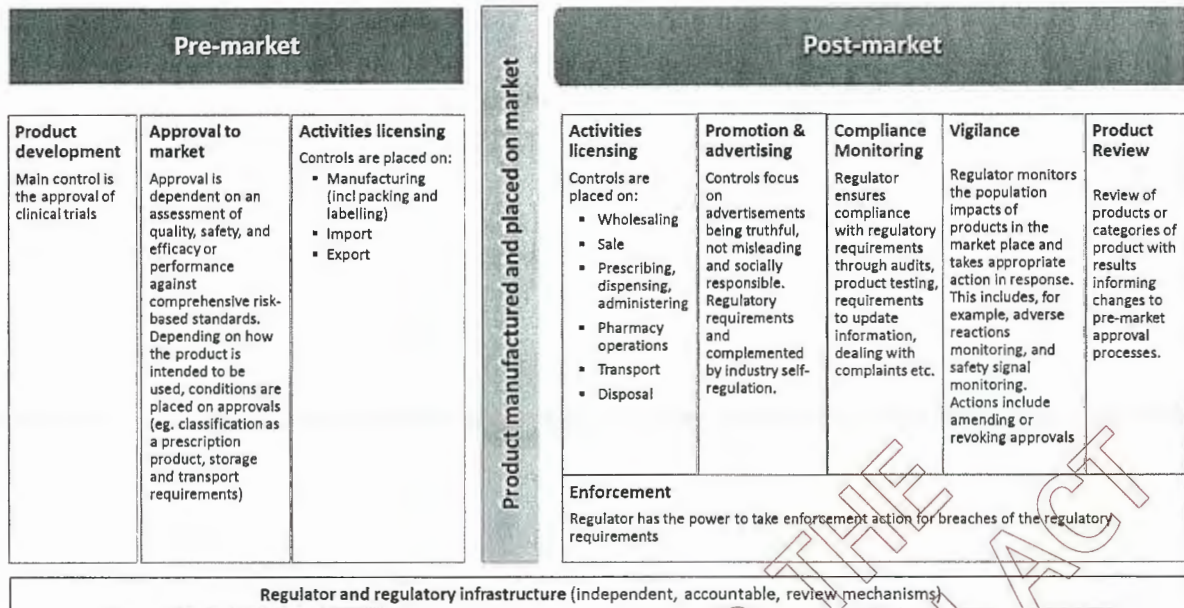 Pre-market
Product manufactured and placed on market
Post-market
Product
development
Main control is
the approval of
clinical trials
Approval to
market
Approval is
dependent on an
assessment of
quality, safety, and
efficacy or
performance
against
comprehensive risk-
based standards.
Depending on how
the product is
intended to be
used, conditions are
placed on approvals
(eg. classification as
a prescription
product, storage
and transport
requirements)
Activities licensing
Controls are placed on:
▪ Manufacturing
(incl packing and
labelling)
▪ Import
▪ Export
Activities
licensing
Controls are
placed on:
▪ Wholesaling
▪ Sale
▪ Prescribing,
dispensing,
administering
▪ Pharmacy
operations
▪ Transport
▪ Disposal
Promotion &
advertising
Controls focus
on
advertisements
being truthful,
not misleading
and socially
responsible.
Regulatory
requirements
and
complemented
by industry self-
regulation.
Compliance
Monitoring
Regulator
ensures
compliance
with regulatory
requirements
through audits,
product testing,
requirements
to update
information,
dealing with
complaints etc.
Vigilance
Regulator monitors
the population
impacts of
products in the
market place and
takes appropriate
action in response.
This includes, for
example, adverse
reactions
monitoring, and
safety signal
monitoring.
Actions include
amending or
revoking approvals
Product
Review
Review of
products or
categories of
product with
results
informing
changes to
pre-market
approval
processes.
Enforcement
Regulator has the power to take enforcement action for breaches of the regulatory
requirements
Regulator and regulatory infrastructure (independent, accountable, review mechanisms)
THE
ACT